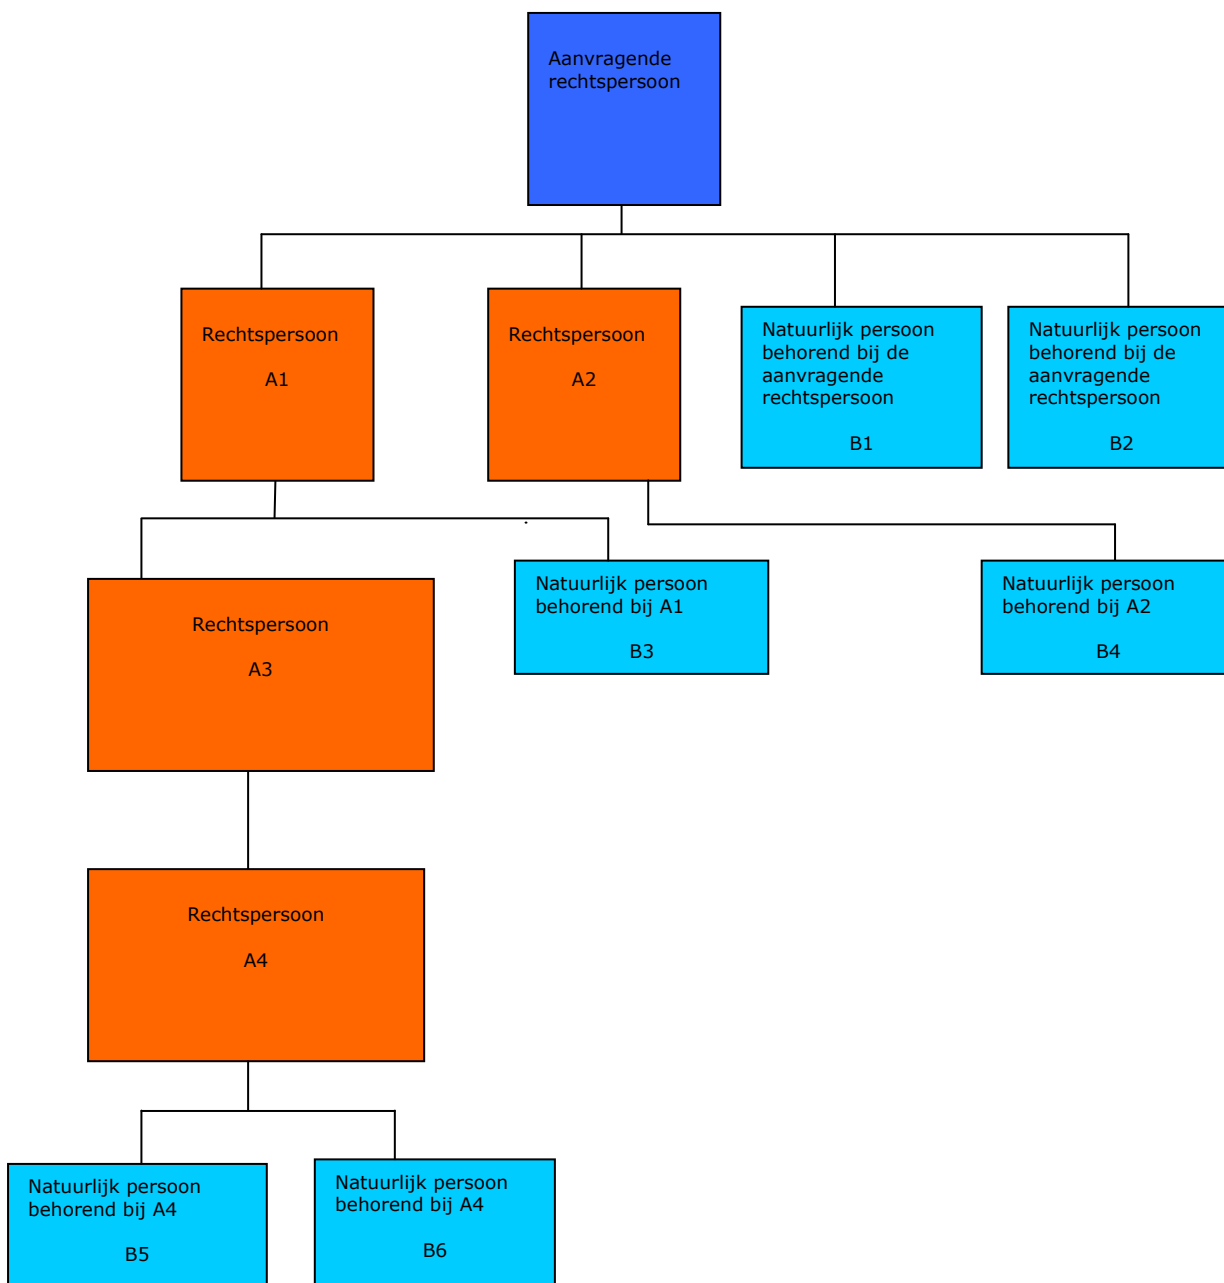 Aanvragende
rechtspersoon
Rechtspersoon
A1
Rechtspersoon
A2
Natuurlijk persoon
behorend bij de
aanvragende
rechtspersoon
B1
Natuurlijk persoon
behorend bij de
aanvragende
rechtspersoon
B2
Rechtspersoon
A3
Natuurlijk persoon
behorend bij A1
B3
Natuurlijk persoon
behorend bij A2
B4
Rechtspersoon
A4
Natuurlijk persoon
behorend bij A4
B5
Natuurlijk persoon
behorend bij A4
B6